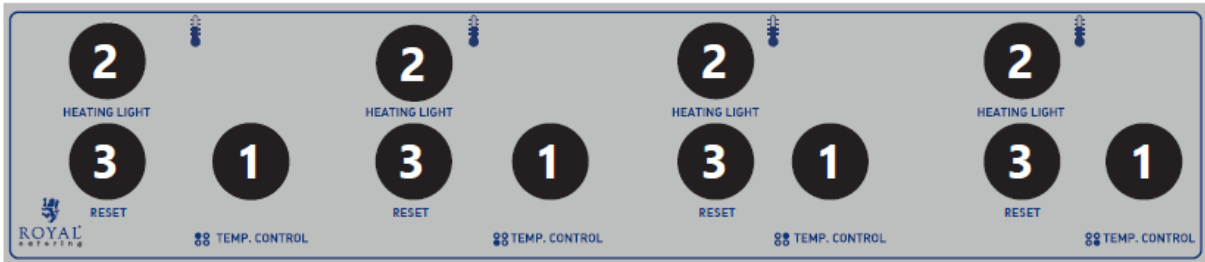 2 2 2 2
HEATING LIGHT HEATING LIGHT HEATING LIGHT HEATING LIGHT
3 1 3 1 3 1 3 1
RESET RESET RESET RESET
ROYAL
catering
TEMP. CONTROL TEMP. CONTROL TEMP. CONTROL TEMP. CONTROL